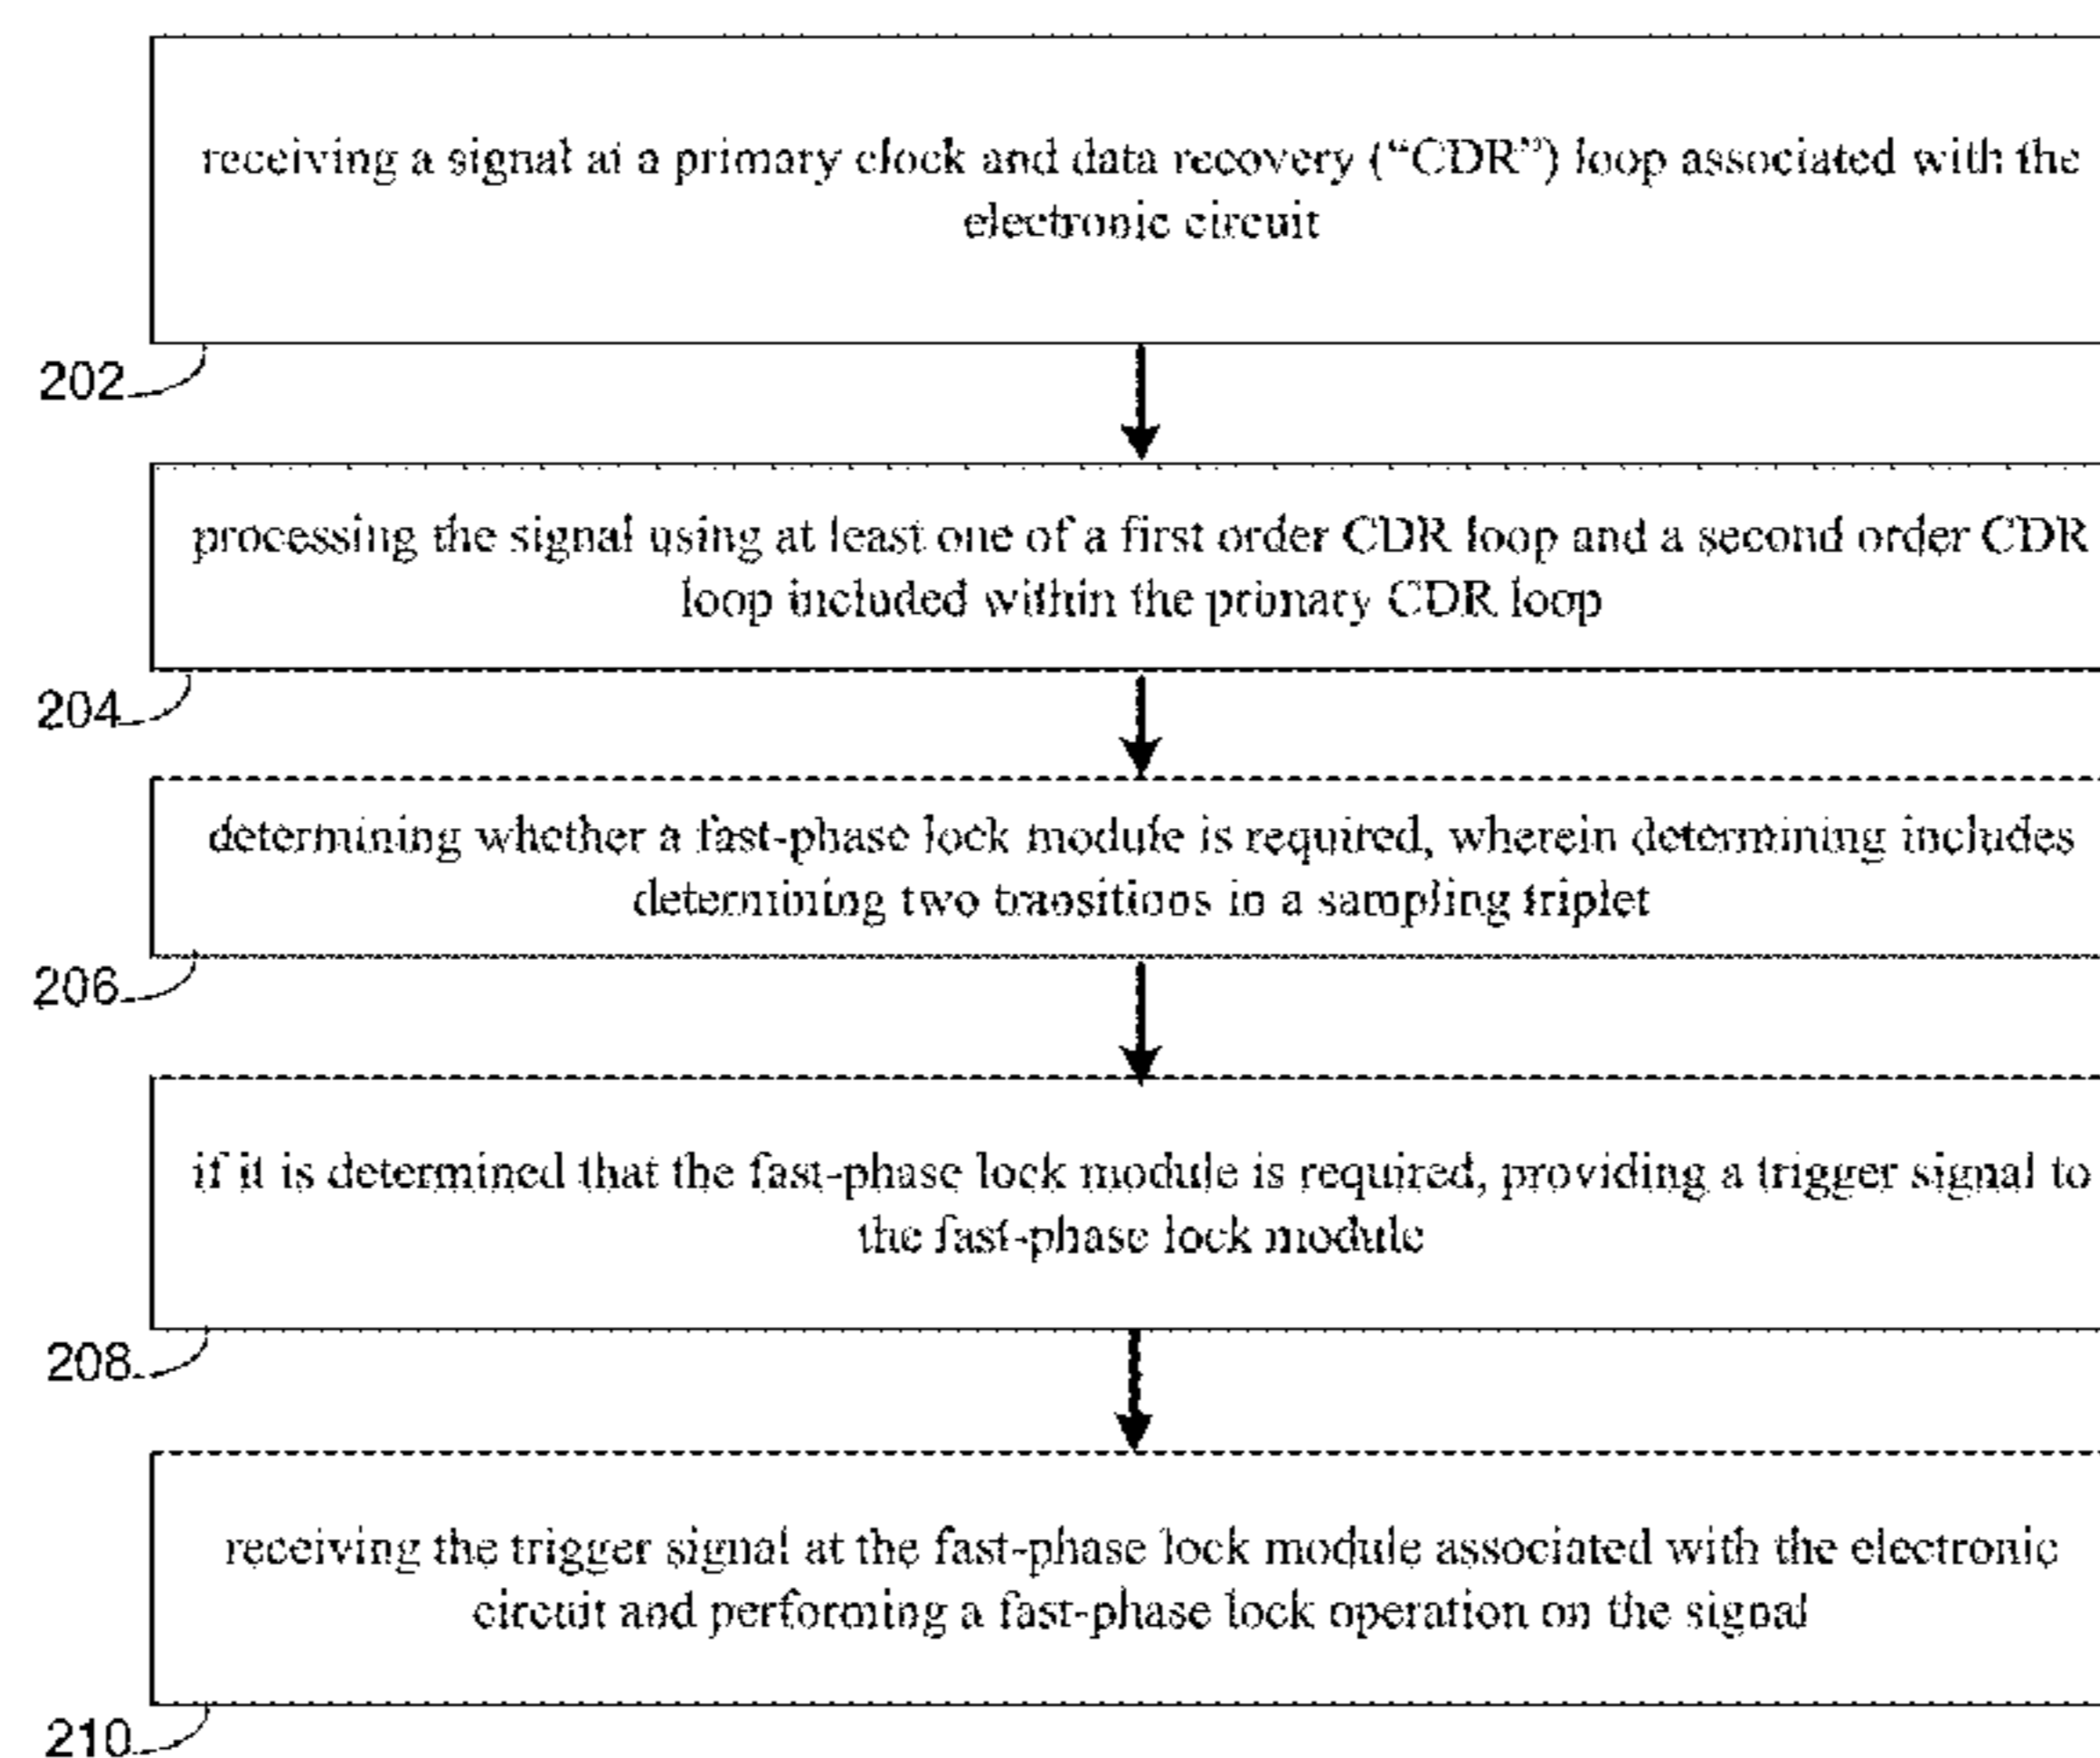 receiving a signal at a primary clock and data recovery (“CDR”) loop associated with the
electronic circuit
202
processing the signal using at least one of a first order CDR loop and a second order CDR
loop included within the primary CDR loop
204
determining whether a fast-phase lock module is required, wherein determining includes
determining two transitions in a sampling triplet
206
if it is determined that the fast-phase lock module is required, providing a trigger signal to
the fast-phase lock module
208
receiving the trigger signal at the fast-phase lock module associated with the electronic
circuit and performing a fast-phase lock operation on the signal
210